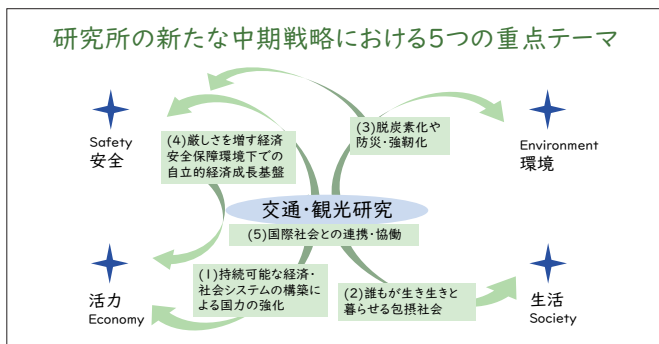 研究所の新たな中期戦略における5つの重点テーマ
Safety
安全
(4)厳しさを増す経済
安全保障環境下での
自立的経済成長基盤
(3)脱炭素化や
防災・強靭化
Environment
環境
交通・観光研究
(5)国際社会との連携・協働
活力
Economy
(1)持続可能な経済・
社会システムの構築に
よる国力の強化
(2)誰もが生き生きと
暮らせる包摂社会
生活
Society